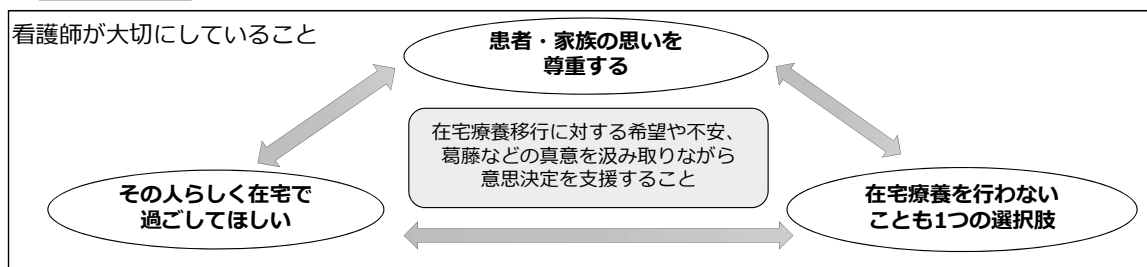 看護師が大切にしていること
患者・家族の思いを
尊重する
在宅療養移行に対する希望や不安、
葛藤などの真意を汲み取りながら
意思決定を支援すること
その人らしく在宅で
過ごしてほしい
在宅療養を行わない
ことも1つの選択肢